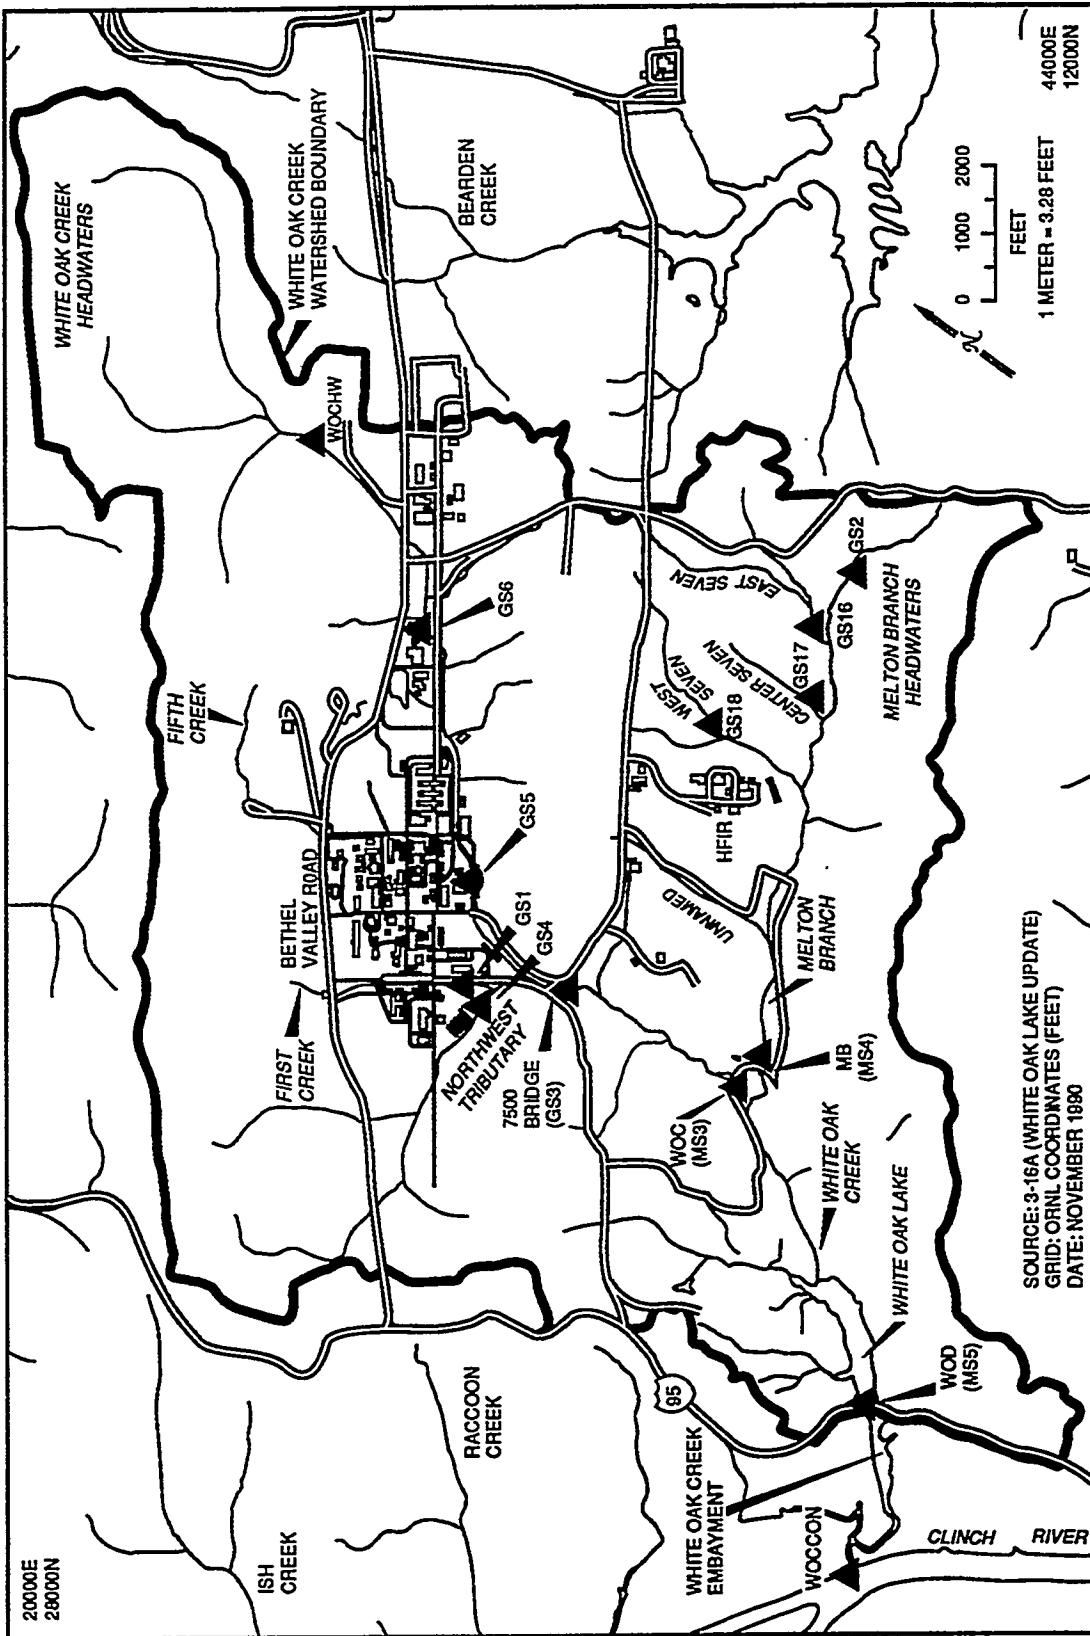 20000E
28000N
ISH
CREEK
RACCOON
CREEK
WHITE OAK CREEK
EMBAYMENT
WOCCON
CLINCH RIVER
95
WOD
(MS5)
WHITE OAK LAKE
WHITE OAK
CREEK
WOC
(MS3)
MB
(MS4)
MELTON
BRANCH
UNNAMED
HFIR
7500
BRIDGE
(GS3)
NORTHWEST
TRIBUTARY
GS4
GS1
GS5
FIRST
CREEK
BETHEL
VALLEY ROAD
FIFTH
CREEK
GS6
WEST
SEVEN
GS18
CENTER SEVEN
GS17
EAST SEVEN
GS16
GS2
MELTON BRANCH
HEADWATERS
WOCHW
WHITE OAK CREEK
HEADWATERS
WHITE OAK CREEK
WATERSHED BOUNDARY
BEARDEN
CREEK
N
0 1000 2000
FEET
1 METER = 3.28 FEET
44000E
12000N
SOURCE: 3-16A (WHITE OAK LAKE UPDATE)
GRID: ORNL COORDINATES (FEET)
DATE: NOVEMBER 1990